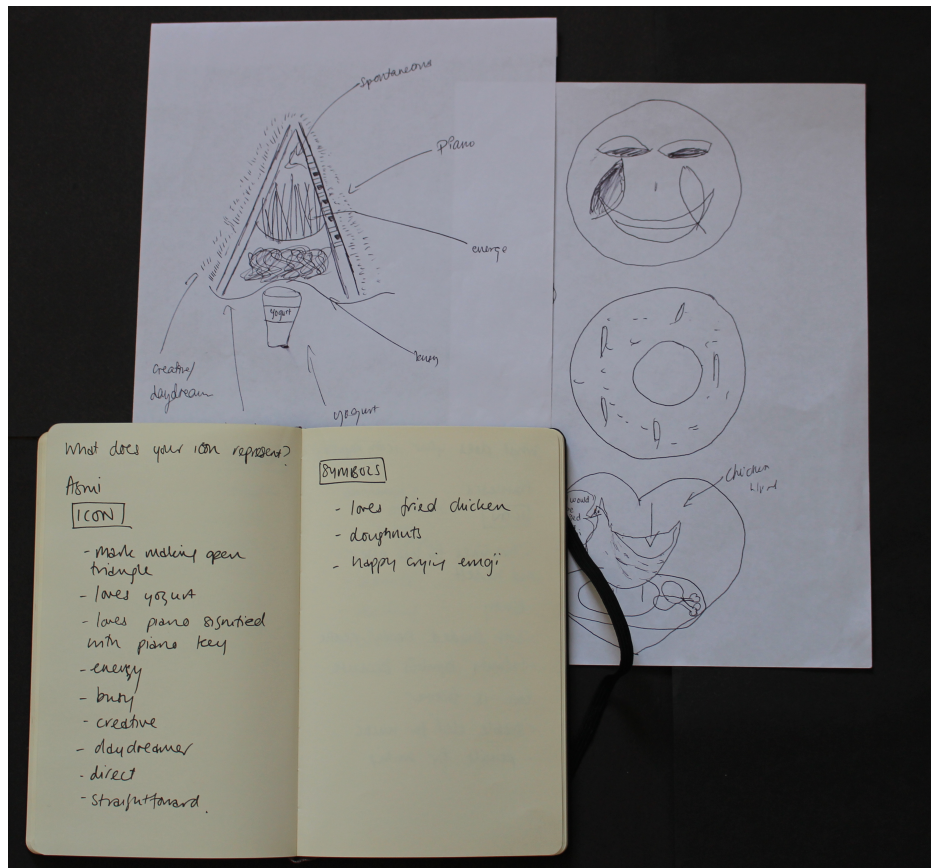 Spontaneous
Piano
energy
busy
yogurt
creative/
daydream
yogurt
would
chicken
What does your icon represent?
Asmi
ICON
- mark making open
triangle
- loves yogurt
- loves piano signified
with piano key
- energy
- busy
- creative
- daydreamer
- direct
- straightforward.
SYMBOLS
- loves fried chicken
- doughnuts
- happy crying emoji